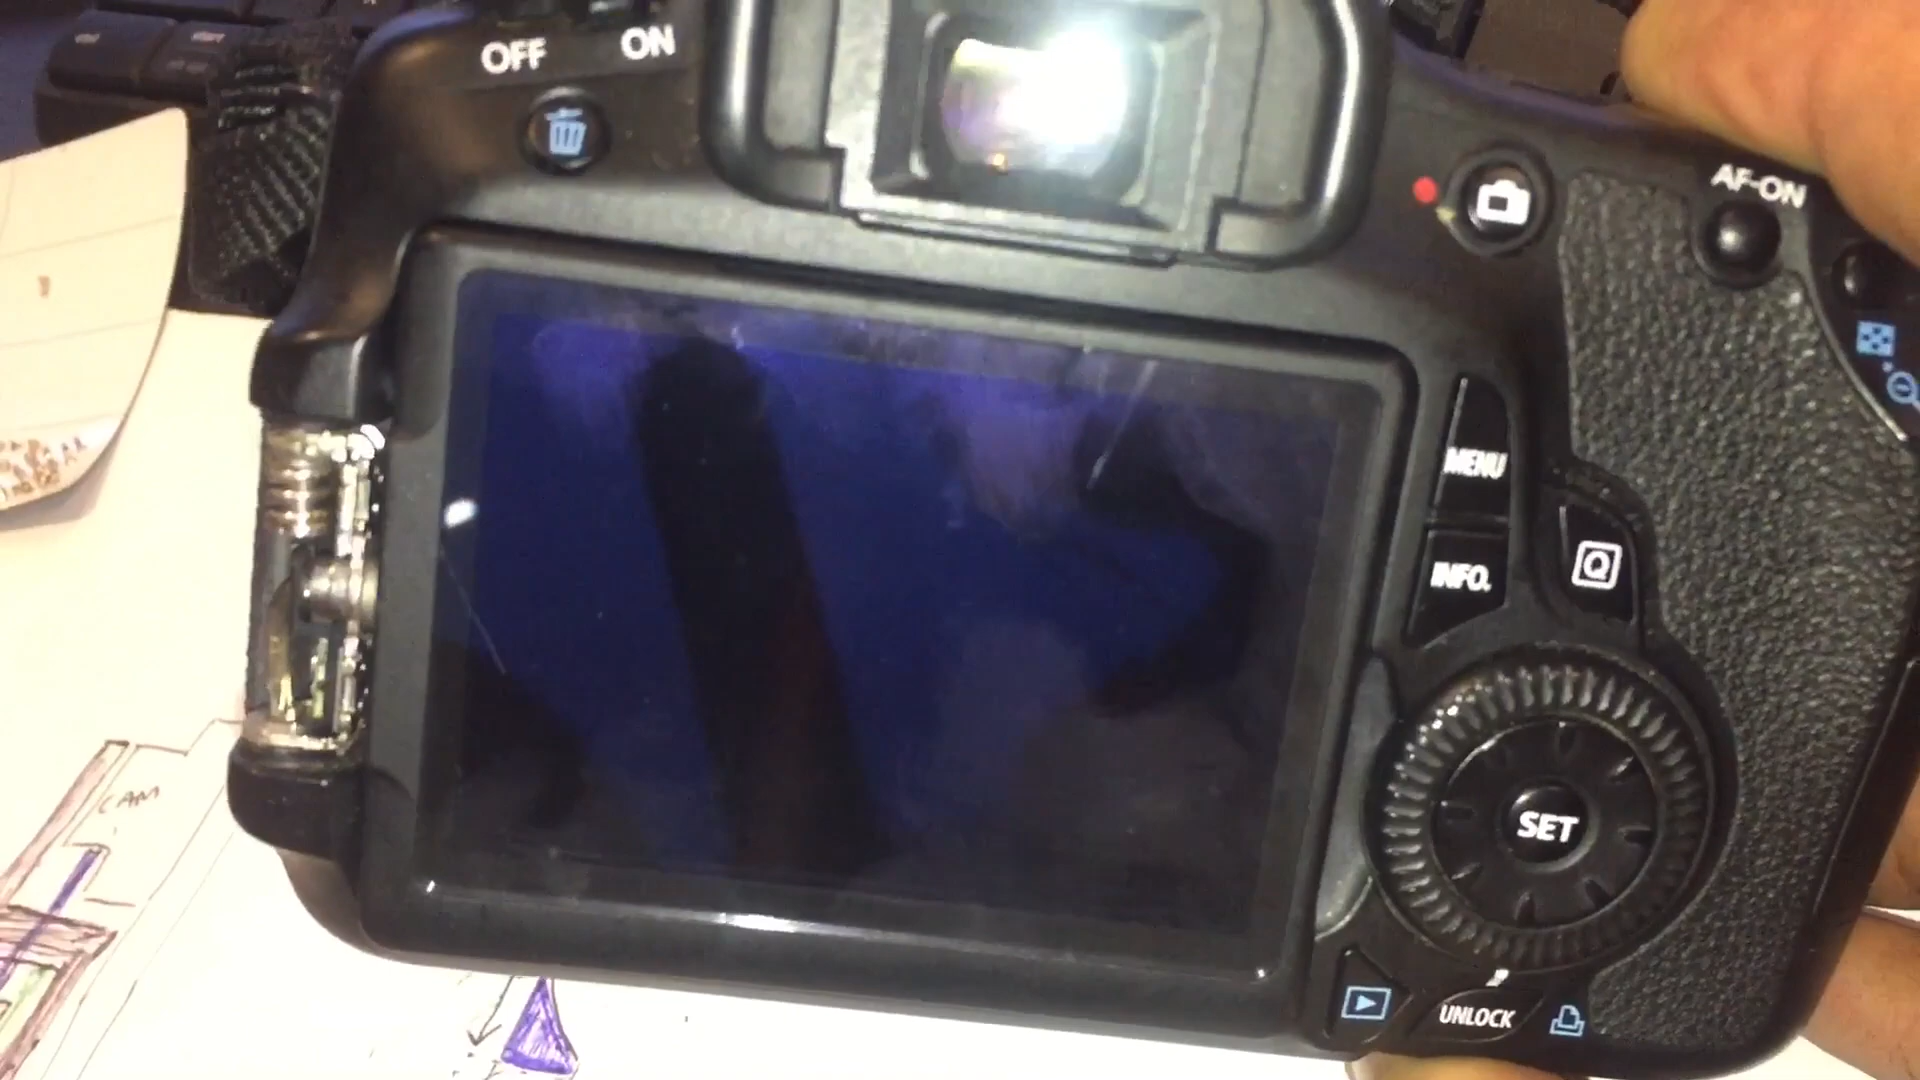 OFF ON
AF-ON
MENU
INFO.
Q
SET
UNLOCK
CAM